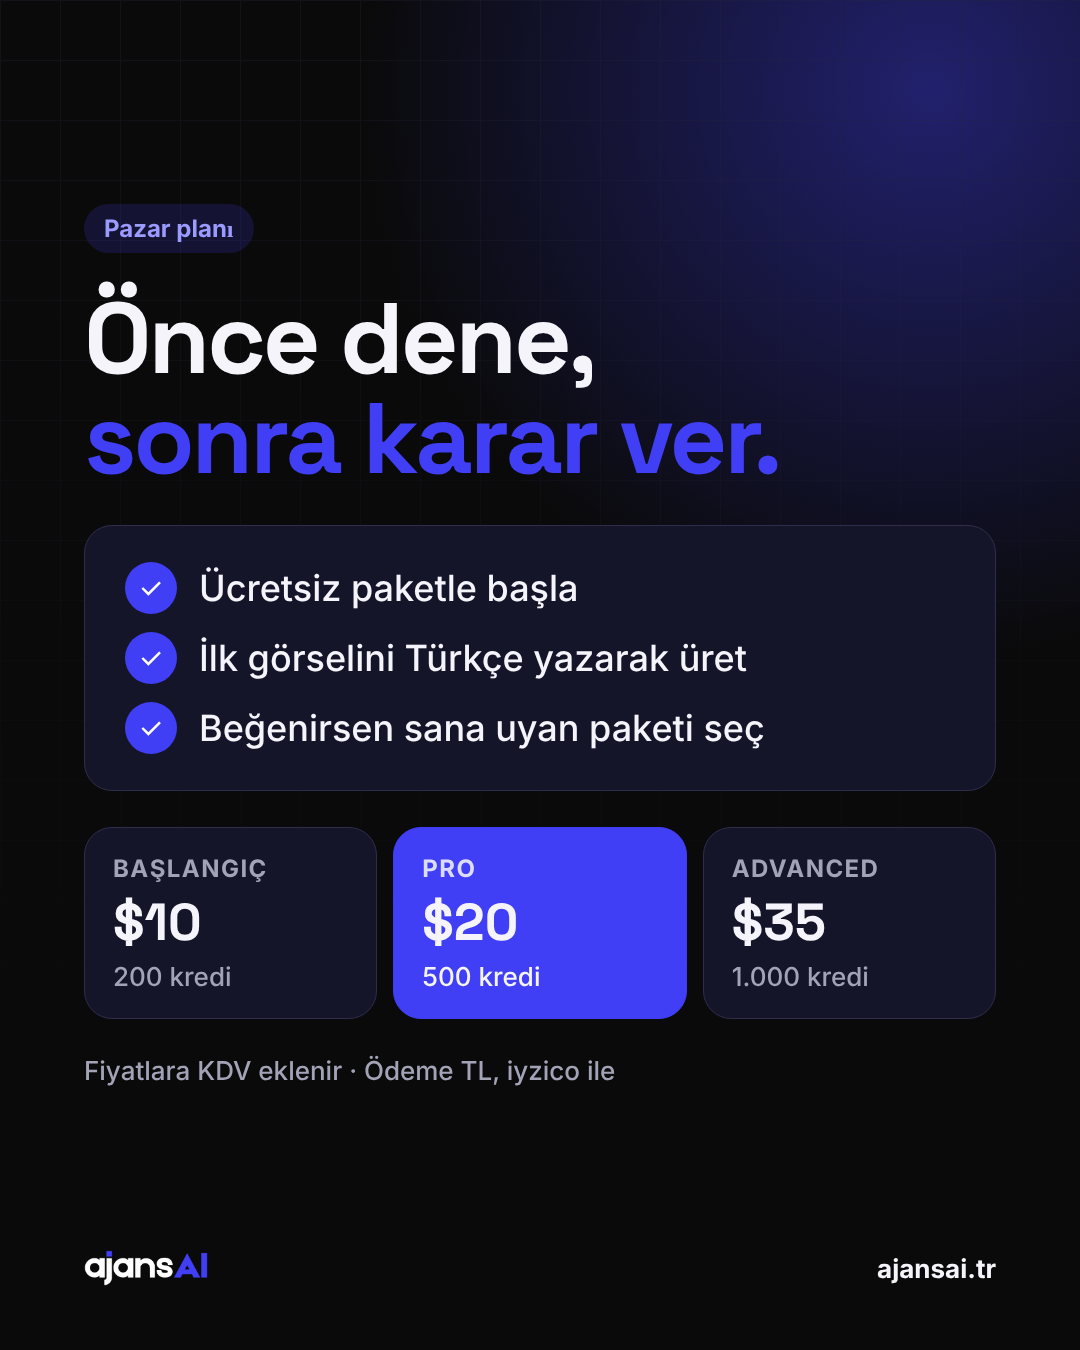 Pazar planı
Önce dene,
sonra karar ver.
Ücretsiz paketle başla
İlk görselini Türkçe yazarak üret
Beğenirsen sana uyan paketi seç
BAŞLANGIÇ
$10
200 kredi
PRO
$20
500 kredi
ADVANCED
$35
1.000 kredi
Fiyatlara KDV eklenir · Ödeme TL, iyzico ile
ajansAI
ajansai.tr